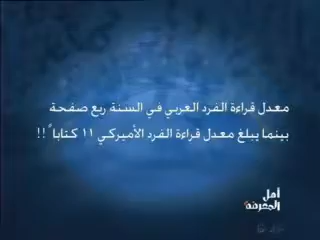 معدل قراءة الفرد العربي في السنة ربع صفحة
بينما يبلغ معدل قراءة الفرد الأميركي ١١ كتاباً !!
أهل
المعرفة